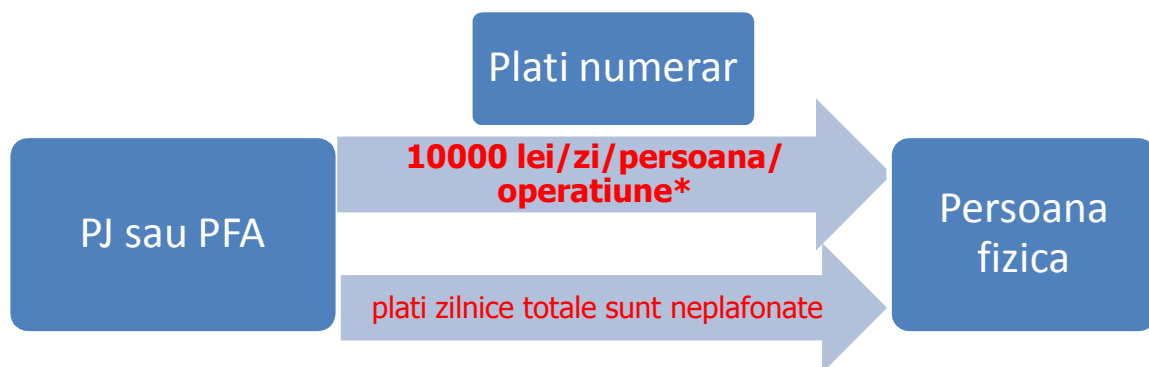 Plati numerar
10000 lei/zi/persoana/
operatiune*
PJ sau PFA
Persoana
fizica
plati zilnice totale sunt neplafonate